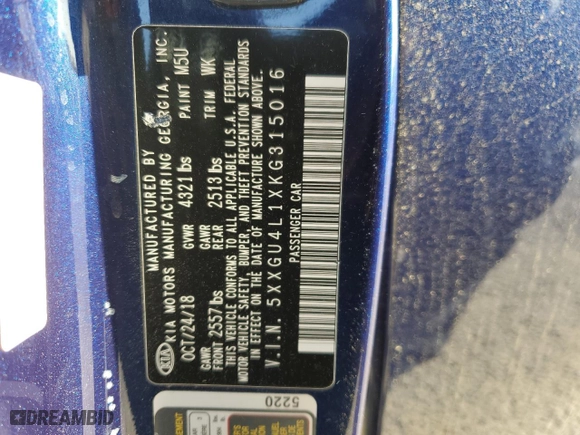 MANUFACTURED BY
KIA MOTORS MANUFACTURING GEORGIA, INC.
OCT/24/18 GVWR 4321 lbs PAINT M5U
GAWR FRONT 2557 lbs GAWR REAR 2513 lbs TRIM WK
THIS VEHICLE CONFORMS TO ALL APPLICABLE U.S.A. FEDERAL
MOTOR VEHICLE SAFETY, BUMPER, AND THEFT PREVENTION STANDARDS
IN EFFECT ON THE DATE OF MANUFACTURE SHOWN ABOVE.
V.I.N. 5XXGU4L1XKG315016
PASSENGER CAR
KIA
5220
DREAMBID